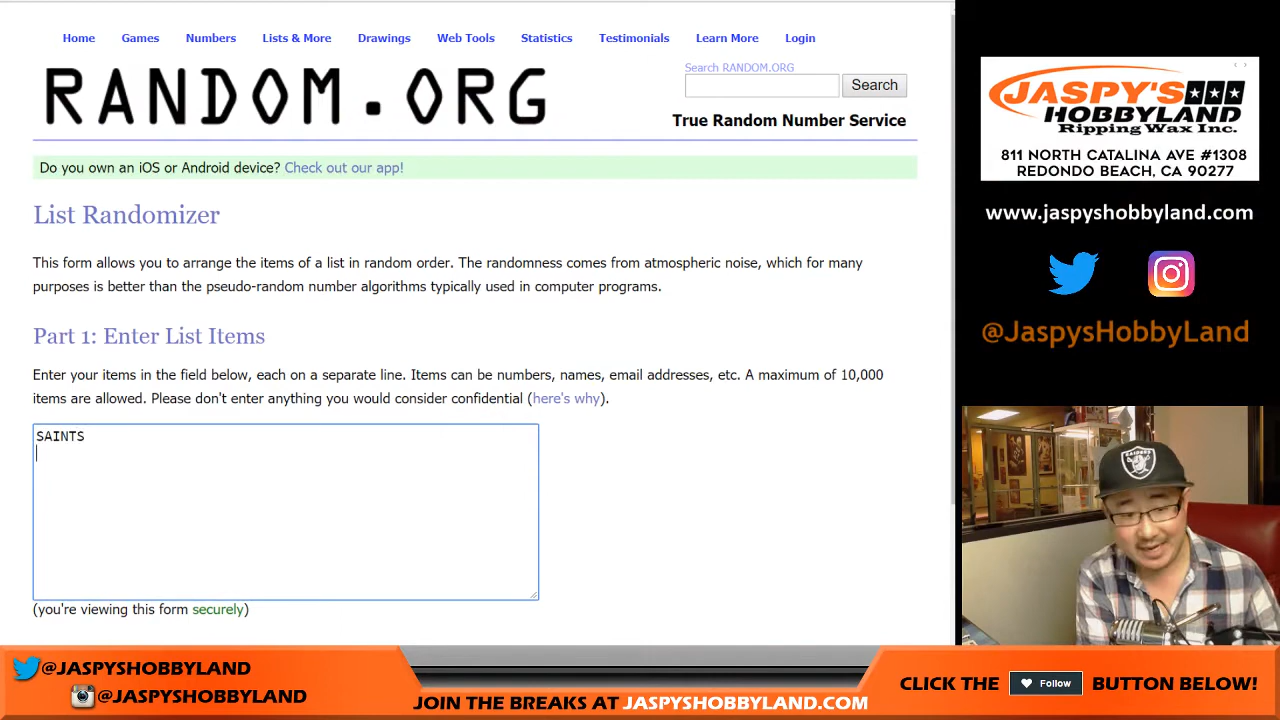 Home Games Numbers Lists & More Drawings Web Tools Statistics Testimonials Learn More Login
RANDOM.ORG
Search RANDOM.ORG
Search
True Random Number Service
Do you own an iOS or Android device? Check out our app!
List Randomizer
This form allows you to arrange the items of a list in random order. The randomness comes from atmospheric noise, which for many
purposes is better than the pseudo-random number algorithms typically used in computer programs.
Part 1: Enter List Items
Enter your items in the field below, each on a separate line. Items can be numbers, names, email addresses, etc. A maximum of 10,000
items are allowed. Please don't enter anything you would consider confidential (here's why).
SAINTS
(you're viewing this form securely)
JASPY'S
HOBBYLAND
Ripping Wax Inc.
811 NORTH CATALINA AVE #1308
REDONDO BEACH, CA 90277
www.jaspyshobbyland.com
@JaspysHobbyLand
RAIDERS
@JASPYSHOBBYLAND
@JASPYSHOBBYLAND
JOIN THE BREAKS AT JASPYSHOBBYLAND.COM
CLICK THE Follow BUTTON BELOW!